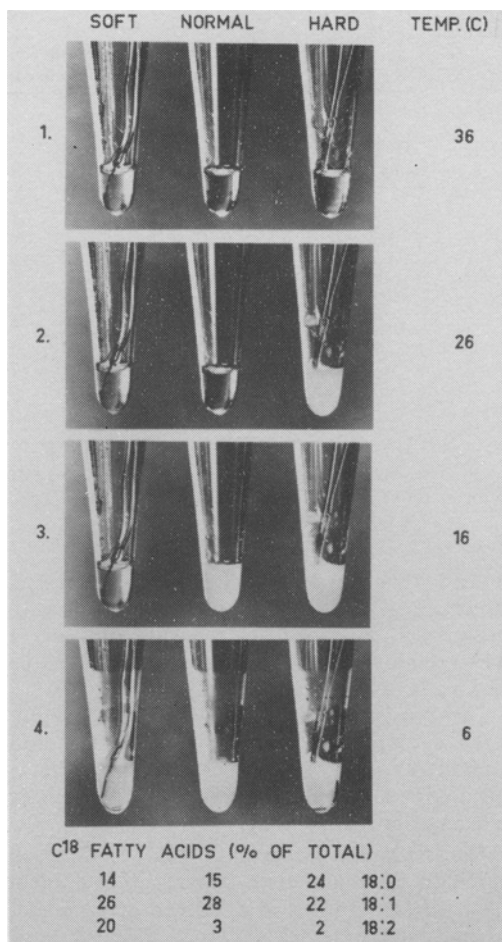 SOFT NORMAL HARD TEMP. (C)
1. 36
2. 26
3. 16
4. 6
C18 FATTY ACIDS (% OF TOTAL)
14 15 24 18:0
26 28 22 18:1
20 3 2 18:2